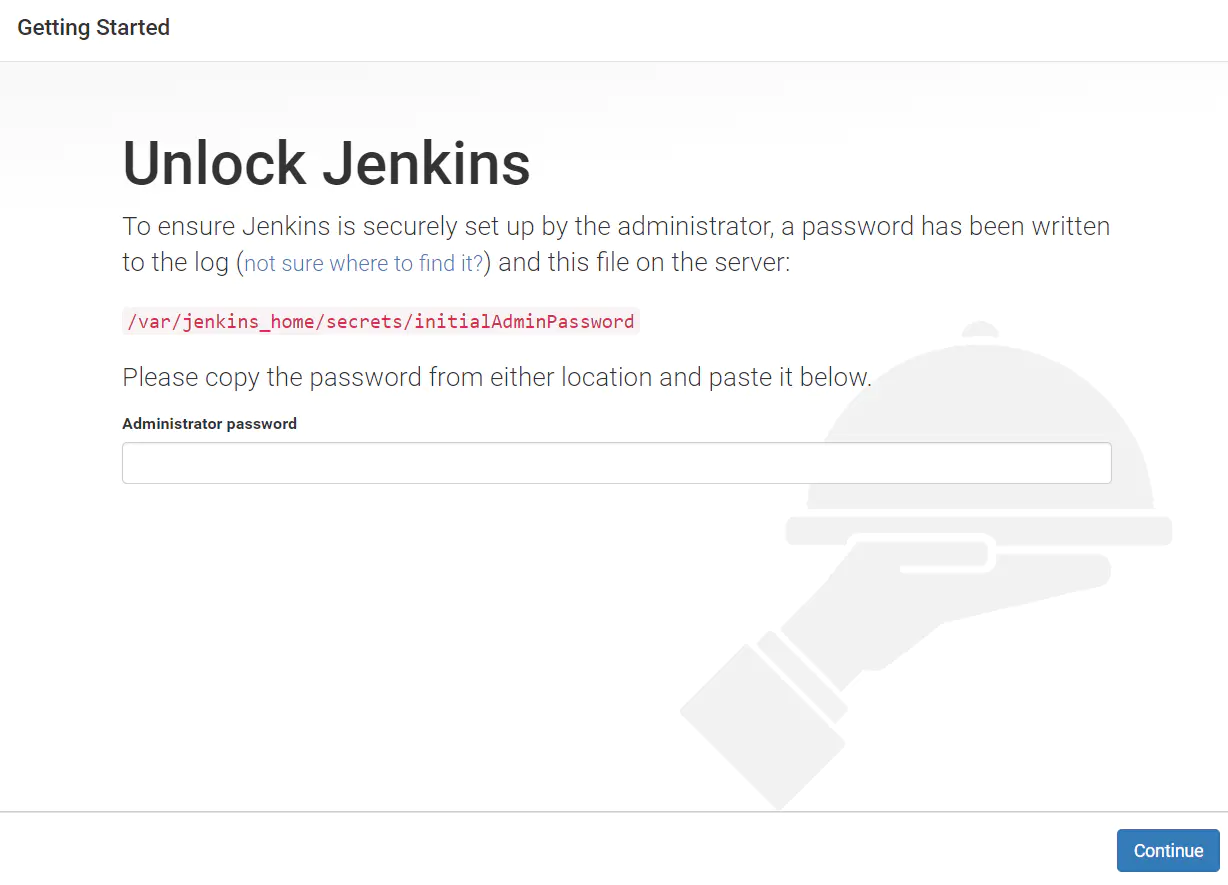 Getting Started
Unlock Jenkins
To ensure Jenkins is securely set up by the administrator, a password has been written
to the log (not sure where to find it?) and this file on the server:
/var/jenkins_home/secrets/initialAdminPassword
Please copy the password from either location and paste it below.
Administrator password
Continue